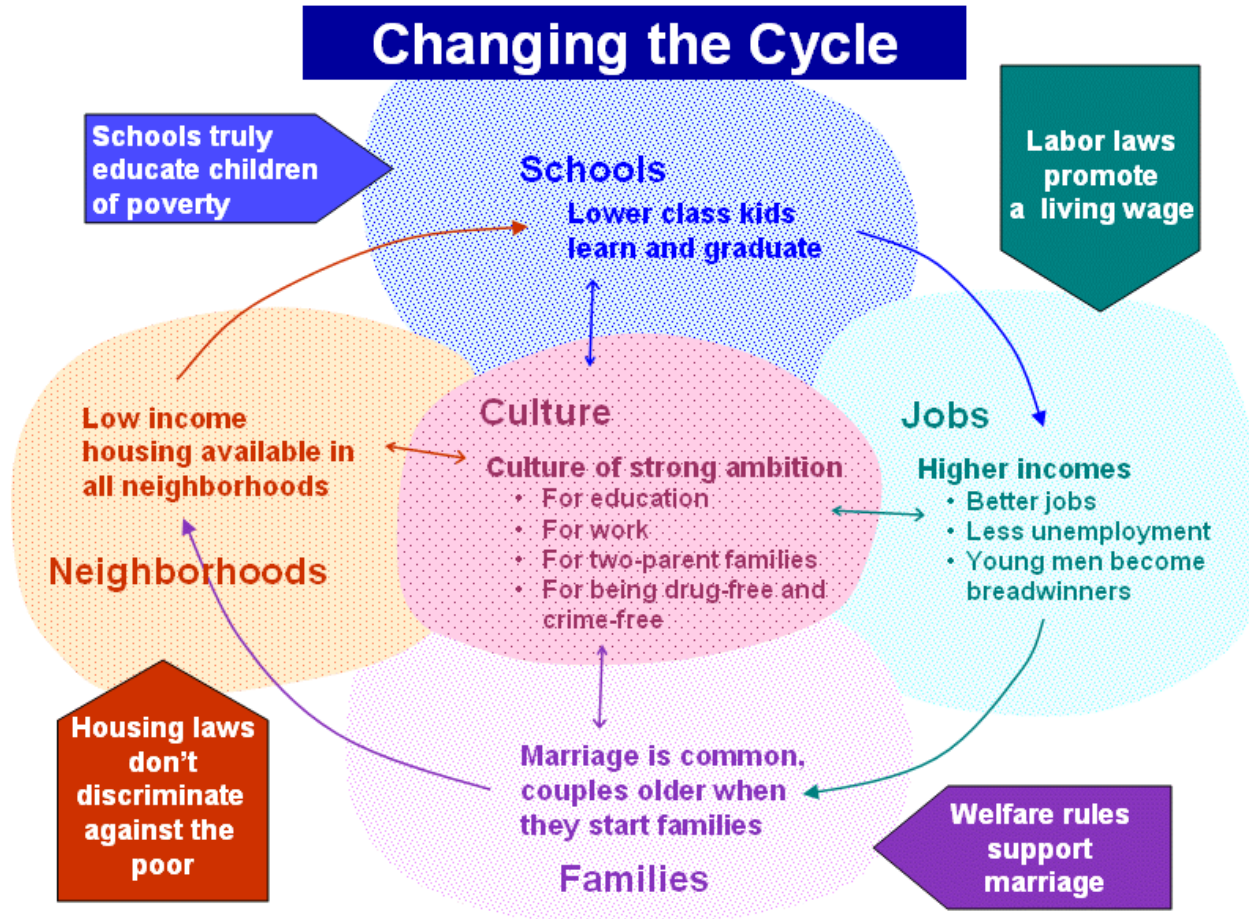 Changing the Cycle
Schools truly
educate children
of poverty
Labor laws
promote
a living wage
Schools
Lower class kids
learn and graduate
Low income
housing available in
all neighborhoods
Neighborhoods
Culture
Culture of strong ambition
• For education
• For work
• For two-parent families
• For being drug-free and
crime-free
Jobs
Higher incomes
• Better jobs
• Less unemployment
• Young men become
breadwinners
Housing laws
don't
discriminate
against the
poor
Marriage is common,
couples older when
they start families
Families
Welfare rules
support
marriage